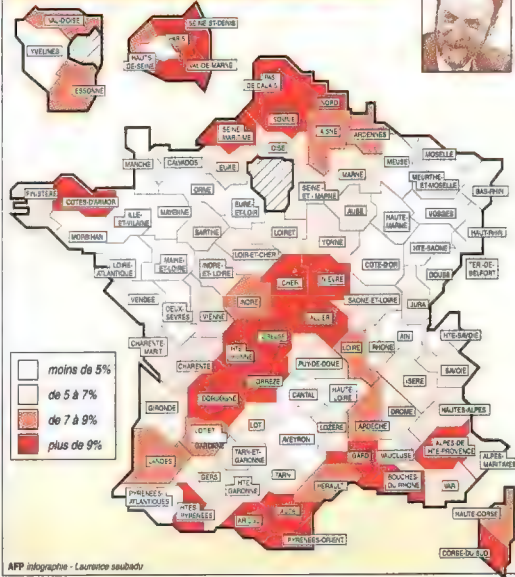 VAL-D'OISE
YVELINES
ESSONNE
SEINE ST-DENIS
PARIS
HAUTS-
DE-SEINE
VAL DE MARNE
PAS
DE CALAIS
NORD
SOMME
AISNE
ARDENNES
SEINE
MARITIME
OISE
MANCHE
CALVADOS
EURE
MEUSE
MOSELLE
MARNE
MEURTHE-
ET-MOSELLE
BAS-RHIN
FINISTERE
COTES-D'ARMOR
ORNE
EURE-
ET-LOIR
SEINE-
ET-MARNE
AUBE
HAUTE-
MARNE
VOSGES
HAUT-RHIN
ILLE-
ET-VILAINE
MAYENNE
SARTHE
LOIRET
YONNE
HTE-SAONE
MORBIHAN
LOIR-ET-CHER
COTE-D'OR
TER-DE-
BELFORT
LOIRE-
ATLANTIQUE
MAINE-
ET-LOIRE
INDRE-
ET-LOIRE
CHER
NIEVRE
DOUBS
VENDEE
DEUX-
SEVRES
VIENNE
INDRE
ALLIER
SAONE-ET-LOIRE
JURA
CHARENTE-
MARIT
CHARENTE
HTE-
VIENNE
CREUSE
PUY-DE-DOME
LOIRE
RHONE
AIN
HTE-SAVOIE
SAVOIE
ISERE
moins de 5%
de 5 à 7%
de 7 à 9%
plus de 9%
GIRONDE
DORDOGNE
CORREZE
CANTAL
HAUTE-
LOIRE
HAUTES-ALPES
DROME
ARDECHE
LOT-ET
GARONNE
LOT
AVEYRON
LOZERE
LANDES
TARN-ET-
GARONNE
GARD
VAUCLUSE
ALPES-DE
HTE-PROVENCE
ALPES-
MARITIMES
GERS
TARN
HERAULT
BOUCHES-
DU RHONE
VAR
PYRENEES-
ATLANTIQUES
HTES
PYRENEES
HTE-
GARONNE
ARIEGE
AUDE
PYRENEES-ORIENT
HAUTE-CORSE
CORSE-DU SUD
AFP infographie - Laurence saubadu